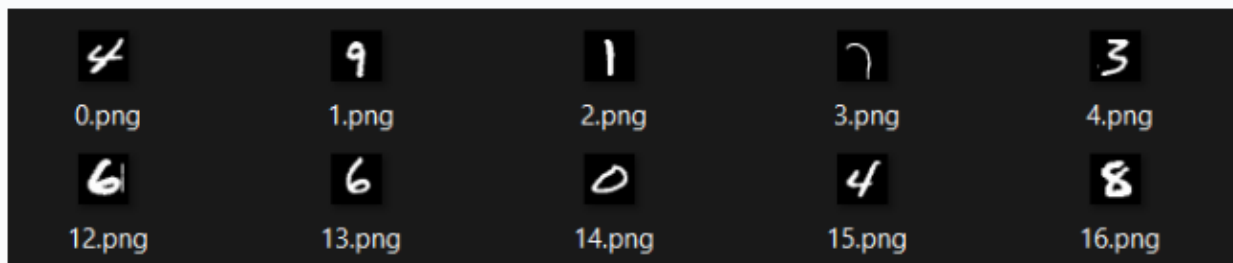 4 9 1 7 3
0.png 1.png 2.png 3.png 4.png
6 6 0 4 8
12.png 13.png 14.png 15.png 16.png